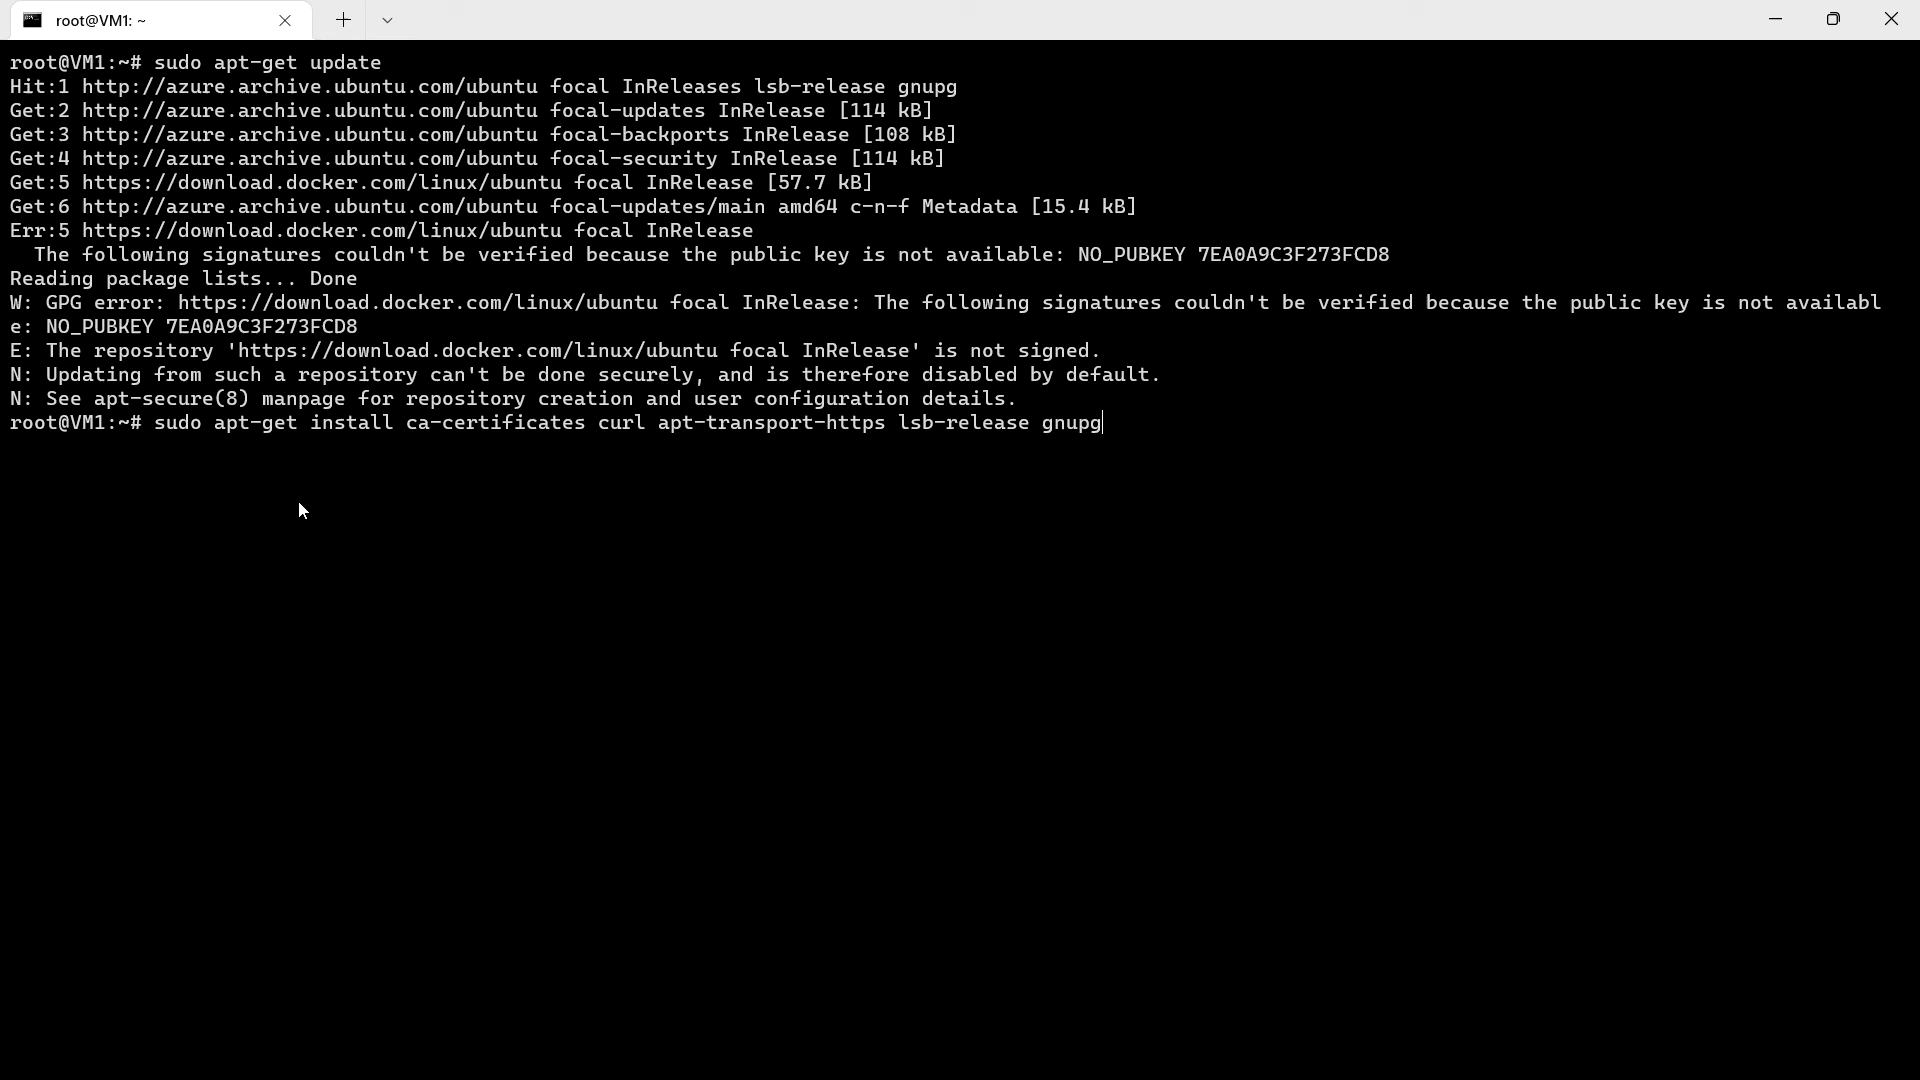 root@VM1: ~
root@VM1:~# sudo apt-get update
Hit:1 http://azure.archive.ubuntu.com/ubuntu focal InReleases lsb-release gnupg
Get:2 http://azure.archive.ubuntu.com/ubuntu focal-updates InRelease [114 kB]
Get:3 http://azure.archive.ubuntu.com/ubuntu focal-backports InRelease [108 kB]
Get:4 http://azure.archive.ubuntu.com/ubuntu focal-security InRelease [114 kB]
Get:5 https://download.docker.com/linux/ubuntu focal InRelease [57.7 kB]
Get:6 http://azure.archive.ubuntu.com/ubuntu focal-updates/main amd64 c-n-f Metadata [15.4 kB]
Err:5 https://download.docker.com/linux/ubuntu focal InRelease
  The following signatures couldn't be verified because the public key is not available: NO_PUBKEY 7EA0A9C3F273FCD8
Reading package lists... Done
W: GPG error: https://download.docker.com/linux/ubuntu focal InRelease: The following signatures couldn't be verified because the public key is not availabl
e: NO_PUBKEY 7EA0A9C3F273FCD8
E: The repository 'https://download.docker.com/linux/ubuntu focal InRelease' is not signed.
N: Updating from such a repository can't be done securely, and is therefore disabled by default.
N: See apt-secure(8) manpage for repository creation and user configuration details.
root@VM1:~# sudo apt-get install ca-certificates curl apt-transport-https lsb-release gnupg